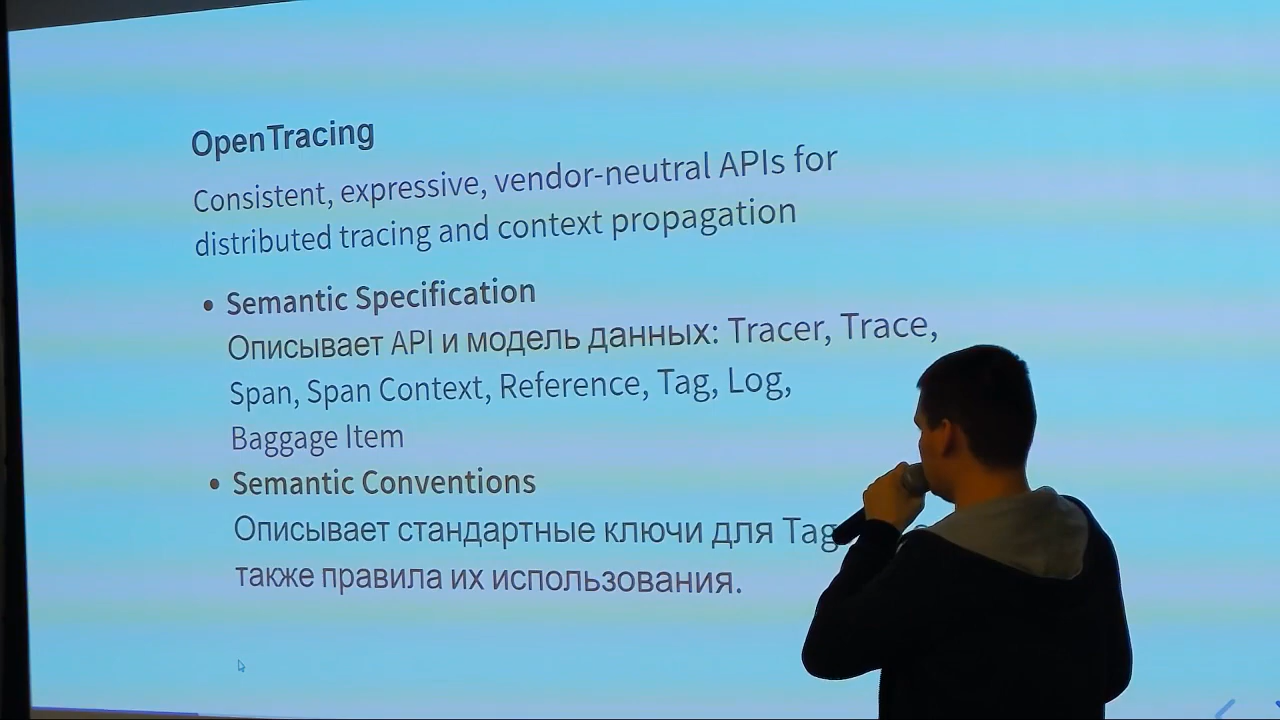 OpenTracing
Consistent, expressive, vendor-neutral APIs for
distributed tracing and context propagation
• Semantic Specification
Описывает API и модель данных: Tracer, Trace,
Span, Span Context, Reference, Tag, Log,
Baggage Item
• Semantic Conventions
Описывает стандартные ключи для Tag
также правила их использования.